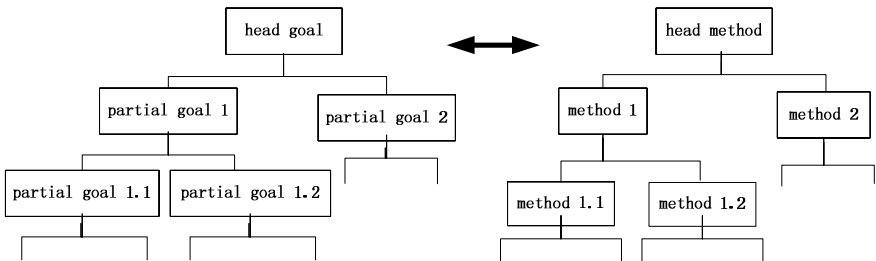 head goal
head method
partial goal 1
partial goal 2
method 1
method 2
partial goal 1.1
partial goal 1.2
method 1.1
method 1.2